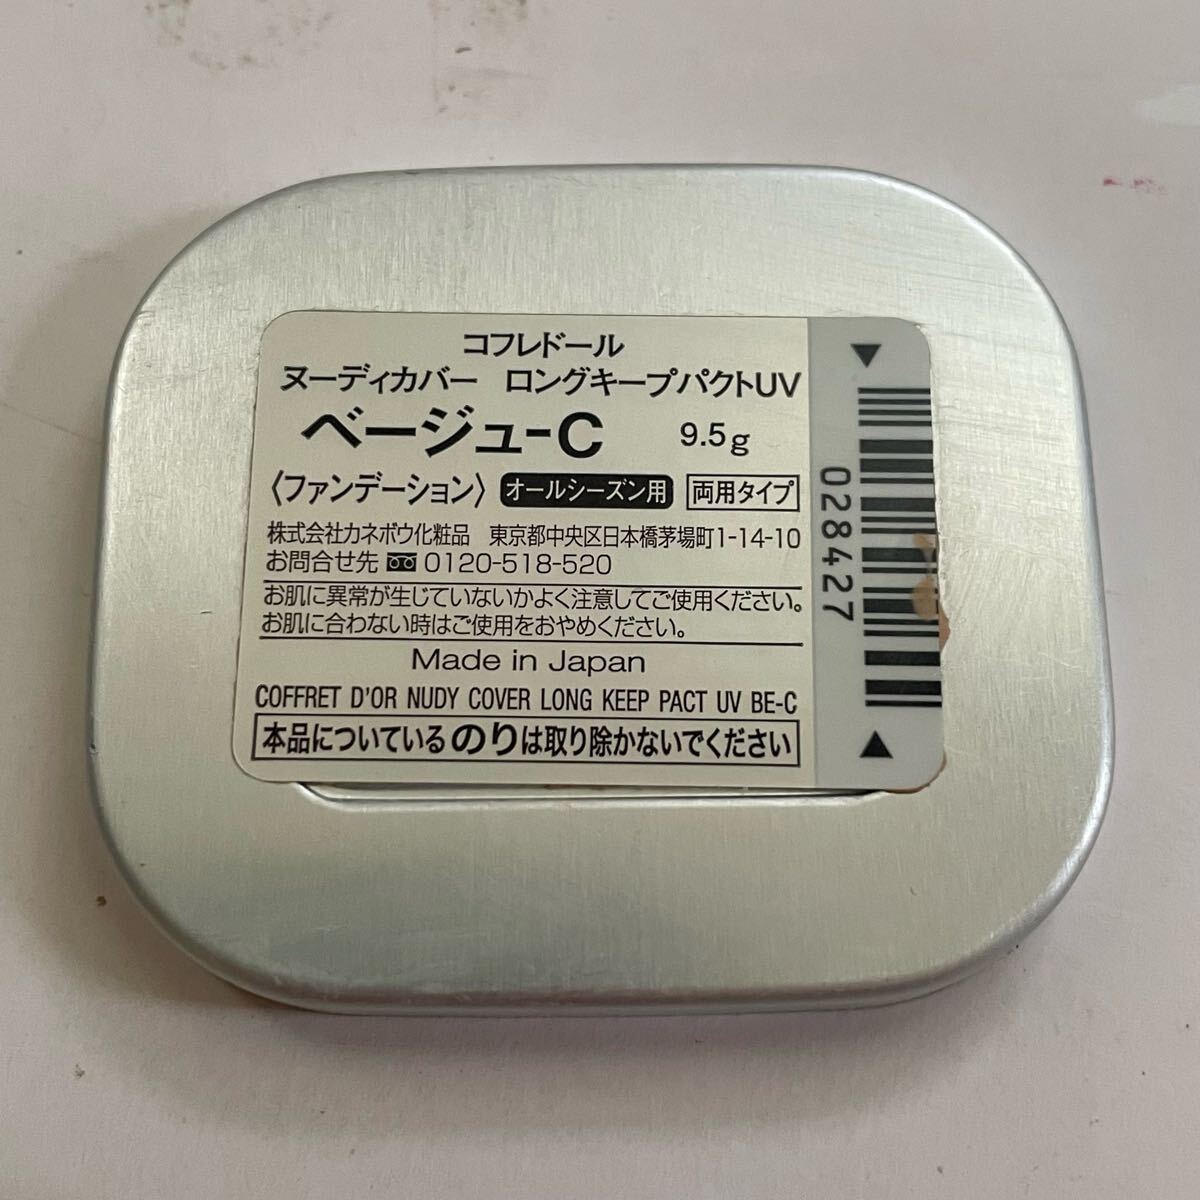 コフレドール
ヌーディカバー ロングキープパクトUV
ベージュ-C 9.5g
〈ファンデーション〉 オールシーズン用 両用タイプ
株式会社カネボウ化粧品 東京都中央区日本橋茅場町1-14-10
お問合せ先 0120-518-520
お肌に異常が生じていないかよく注意してご使用ください。
お肌に合わない時はご使用をおやめください。
Made in Japan
COFFRET D'OR NUDY COVER LONG KEEP PACT UV BE-C
本品についているのりは取り除かないでください
028427